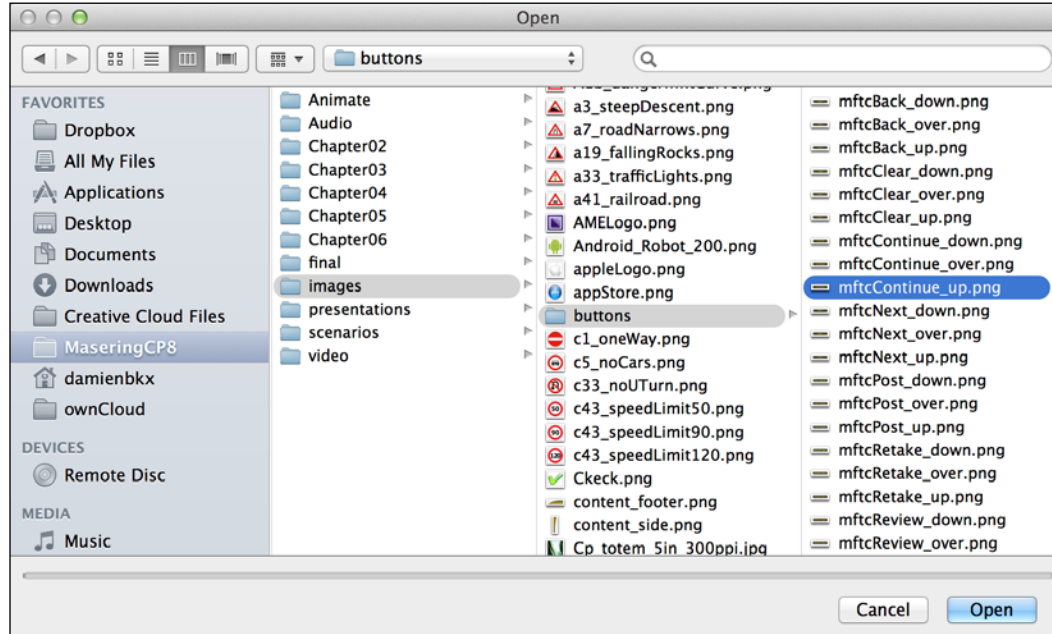 Open
buttons
FAVORITES
Dropbox
All My Files
Applications
Desktop
Documents
Downloads
Creative Cloud Files
MaseringCP8
damienbkx
ownCloud
DEVICES
Remote Disc
MEDIA
Music
Animate
Audio
Chapter02
Chapter03
Chapter04
Chapter05
Chapter06
final
images
presentations
scenarios
video
a3_steepDescent.png
a7_roadNarrows.png
a19_fallingRocks.png
a33_trafficLights.png
a41_railroad.png
AMELogo.png
Android_Robot_200.png
appleLogo.png
appStore.png
buttons
c1_oneWay.png
c5_noCars.png
c33_noUTurn.png
c43_speedLimit50.png
c43_speedLimit90.png
c43_speedLimit120.png
Ckeck.png
content_footer.png
content_side.png
Cp_totem_5in_300ppi.jpg
mftcBack_down.png
mftcBack_over.png
mftcBack_up.png
mftcClear_down.png
mftcClear_over.png
mftcClear_up.png
mftcContinue_down.png
mftcContinue_over.png
mftcContinue_up.png
mftcNext_down.png
mftcNext_over.png
mftcNext_up.png
mftcPost_down.png
mftcPost_over.png
mftcPost_up.png
mftcRetake_down.png
mftcRetake_over.png
mftcRetake_up.png
mftcReview_down.png
mftcReview_over.png
Cancel
Open